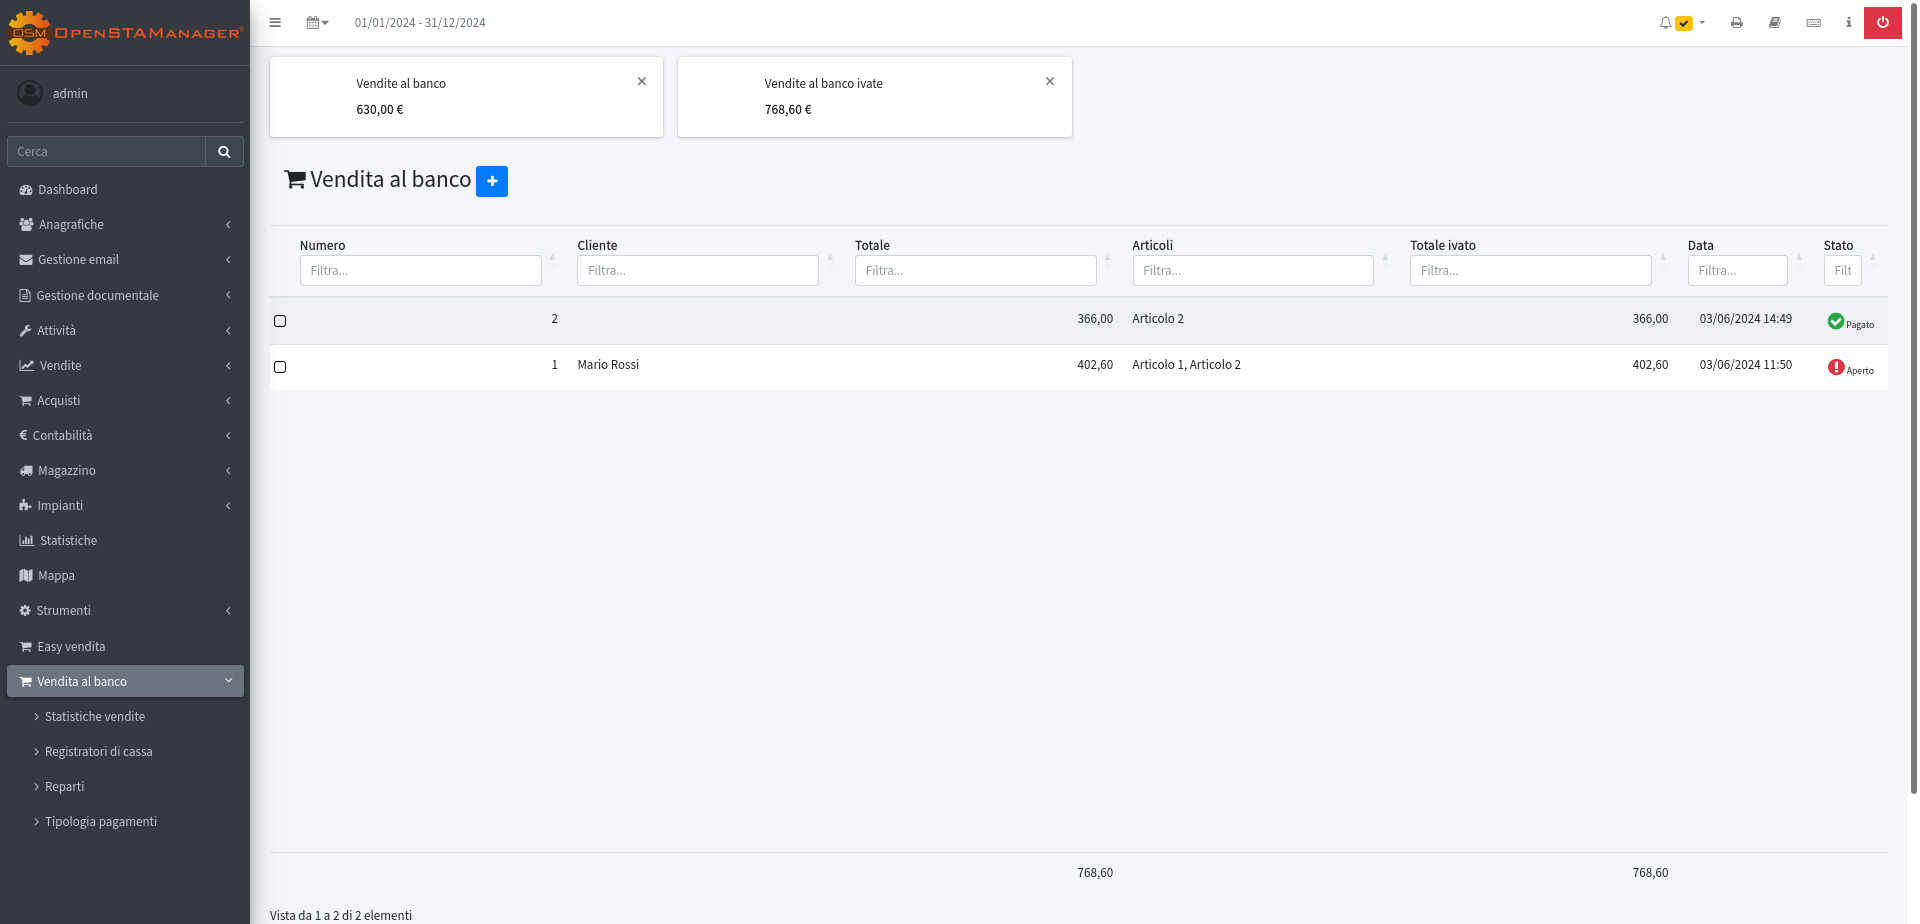 OSM OpenSTAManager®
01/01/2024 - 31/12/2024
admin
Cerca
Dashboard
Anagrafiche
Gestione email
Gestione documentale
Attività
Vendite
Acquisti
Contabilità
Magazzino
Impianti
Statistiche
Mappa
Strumenti
Easy vendita
Vendita al banco
Statistiche vendite
Registratori di cassa
Reparti
Tipologia pagamenti
Vendite al banco ×
630,00 €
Vendite al banco ivate ×
768,60 €
Vendita al banco +
Numero Cliente Totale Articoli Totale ivato Data Stato
Filtra... Filtra... Filtra... Filtra... Filtra... Filtra... Filt
2 366,00 Articolo 2 366,00 03/06/2024 14:49 Pagato
1 Mario Rossi 402,60 Articolo 1, Articolo 2 402,60 03/06/2024 11:50 Aperto
768,60 768,60
Vista da 1 a 2 di 2 elementi